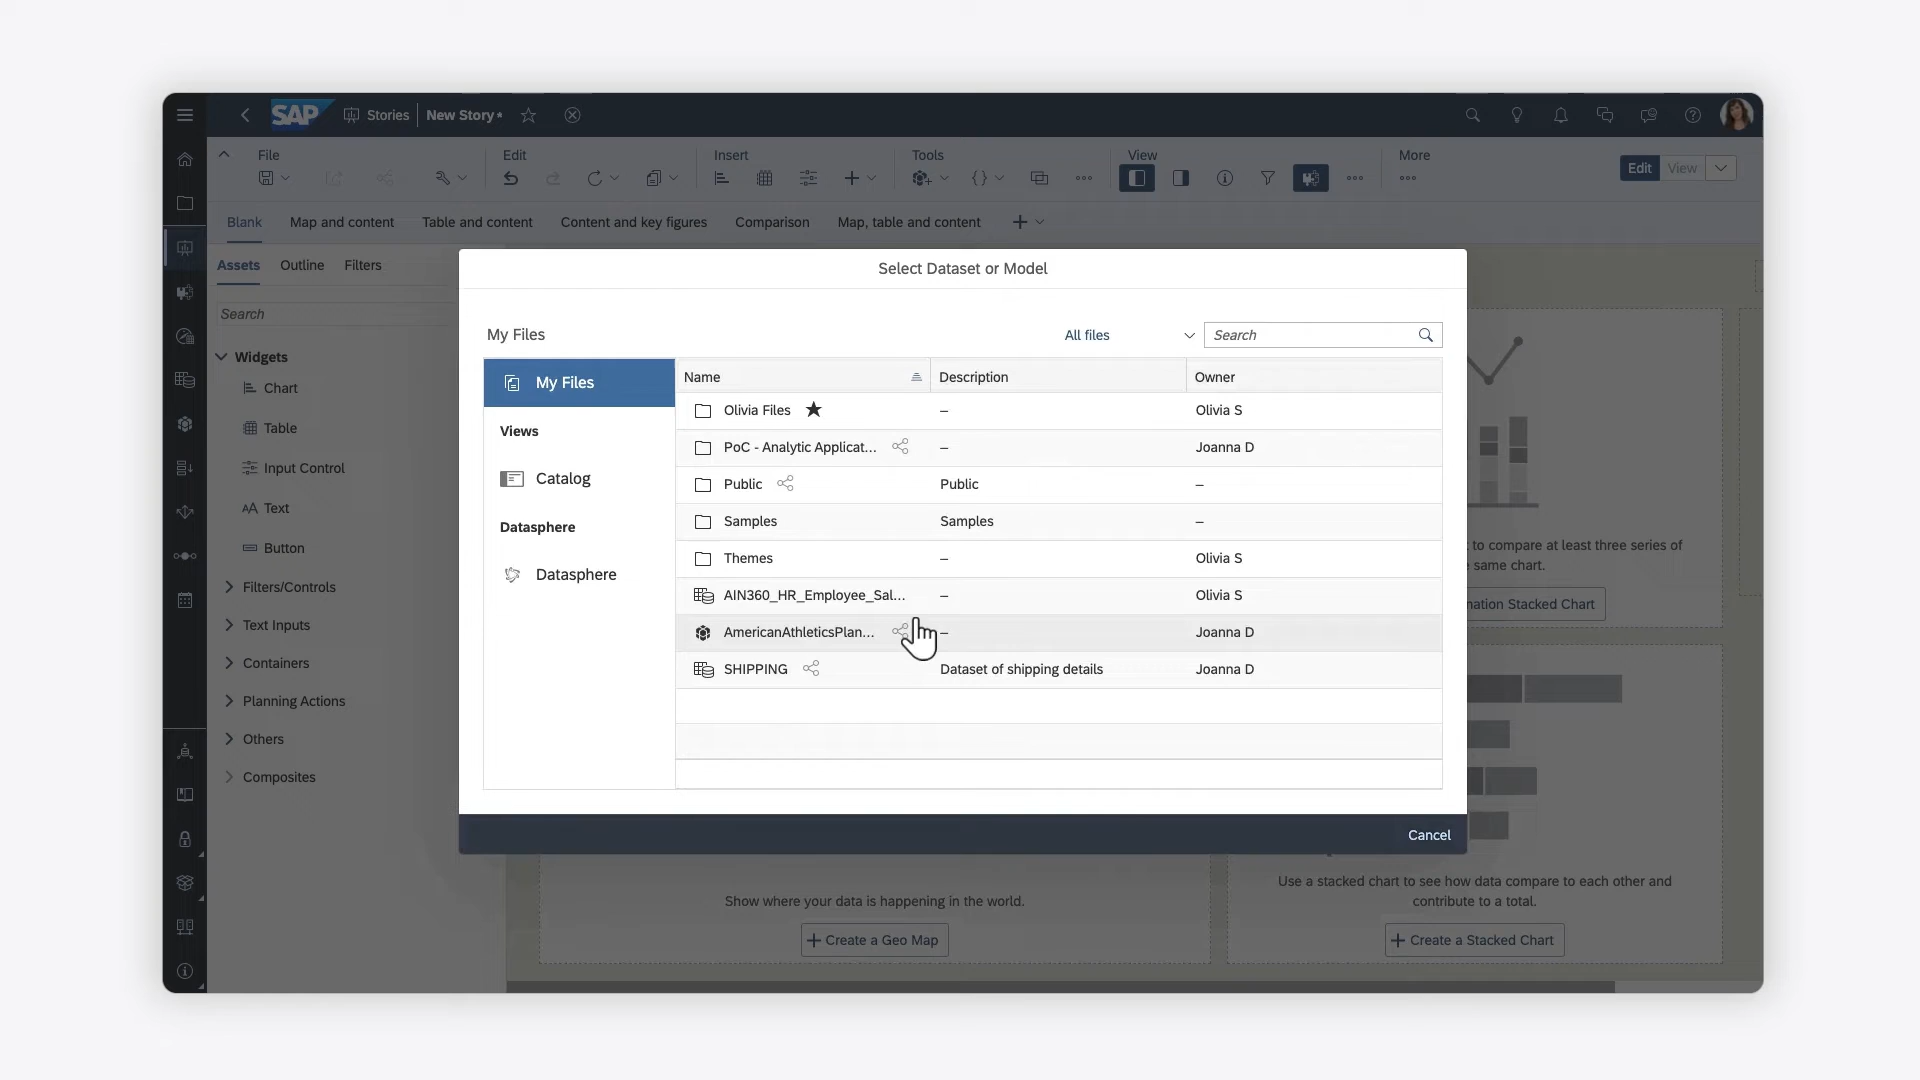 SAP Stories New Story*
File Edit Insert Tools View More
Edit View
Blank Map and content Table and content Content and key figures Comparison Map, table and content
Assets Outline Filters
Search
Widgets
Chart
Table
Input Control
Text
Button
Filters/Controls
Text Inputs
Containers
Planning Actions
Others
Composites
Select Dataset or Model
My Files All files Search
My Files
Views
Catalog
Datasphere
Datasphere
Name Description Owner
Olivia Files – Olivia S
PoC - Analytic Applicat... – Joanna D
Public Public –
Samples Samples –
Themes – Olivia S
AIN360_HR_Employee_Sal... – Olivia S
AmericanAthleticsPlan... – Joanna D
SHIPPING Dataset of shipping details Joanna D
Cancel
to compare at least three series of
same chart.
nation Stacked Chart
Show where your data is happening in the world.
Create a Geo Map
Use a stacked chart to see how data compare to each other and
contribute to a total.
Create a Stacked Chart